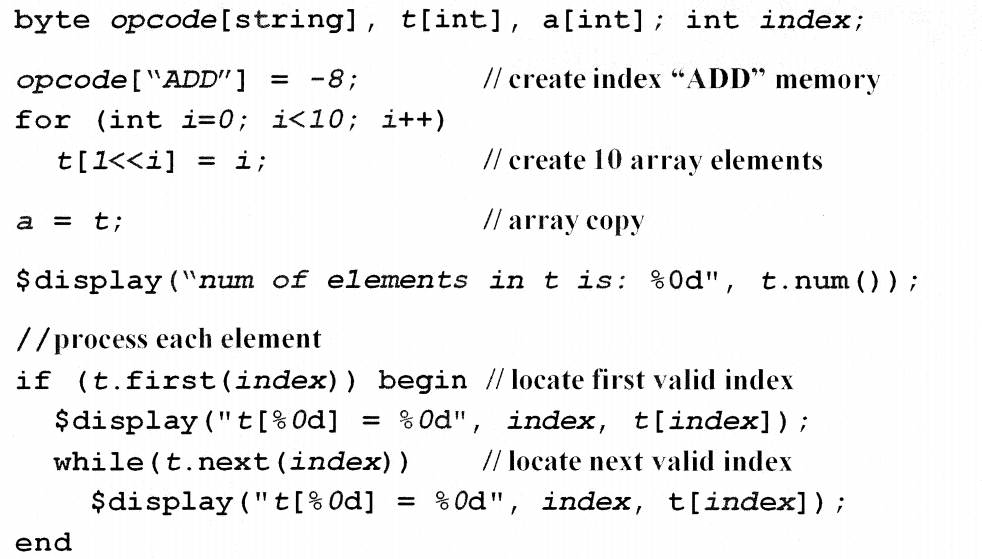 byte opcode[string], t[int], a[int]; int index;
opcode["ADD"] = -8; // create index “ADD” memory
for (int i=0; i<10; i++)
t[1<<i] = i; // create 10 array elements
a = t; // array copy
$display("num of elements in t is: %0d", t.num());
//process each element
if (t.first(index)) begin // locate first valid index
$display("t[%0d] = %0d", index, t[index]);
while(t.next(index)) // locate next valid index
$display("t[%0d] = %0d", index, t[index]);
end